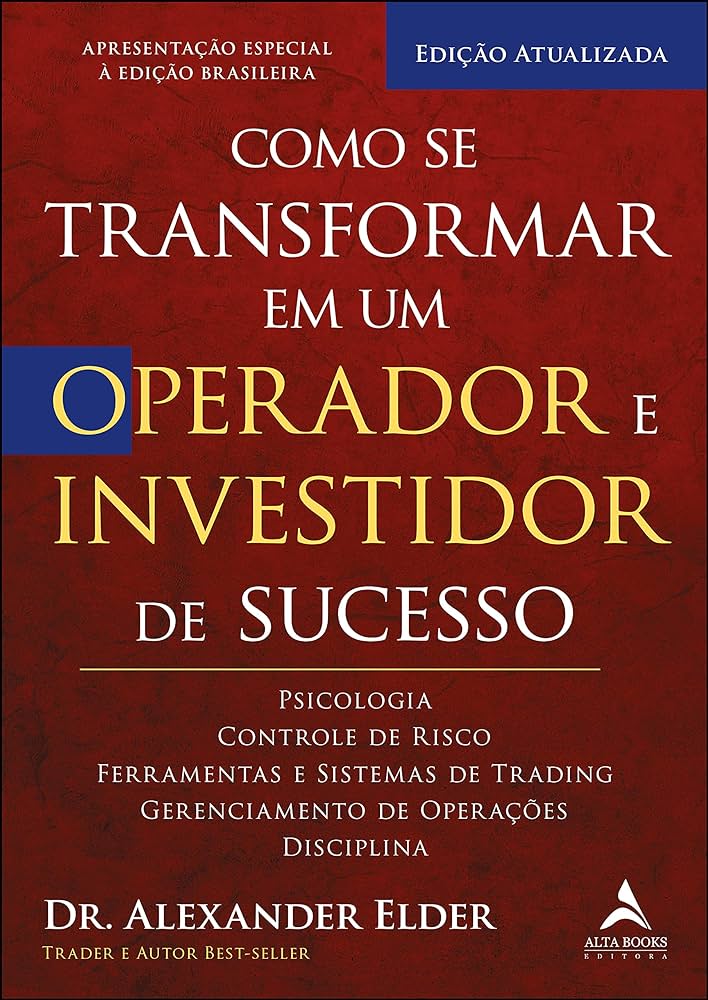 APRESENTAÇÃO ESPECIAL
À EDIÇÃO BRASILEIRA
EDIÇÃO ATUALIZADA
COMO SE
TRANSFORMAR
EM UM
OPERADOR E
INVESTIDOR
DE SUCESSO
PSICOLOGIA
CONTROLE DE RISCO
FERRAMENTAS E SISTEMAS DE TRADING
GERENCIAMENTO DE OPERAÇÕES
DISCIPLINA
DR. ALEXANDER ELDER
TRADER E AUTOR BEST-SELLER
ALTA BOOKS
EDITORA